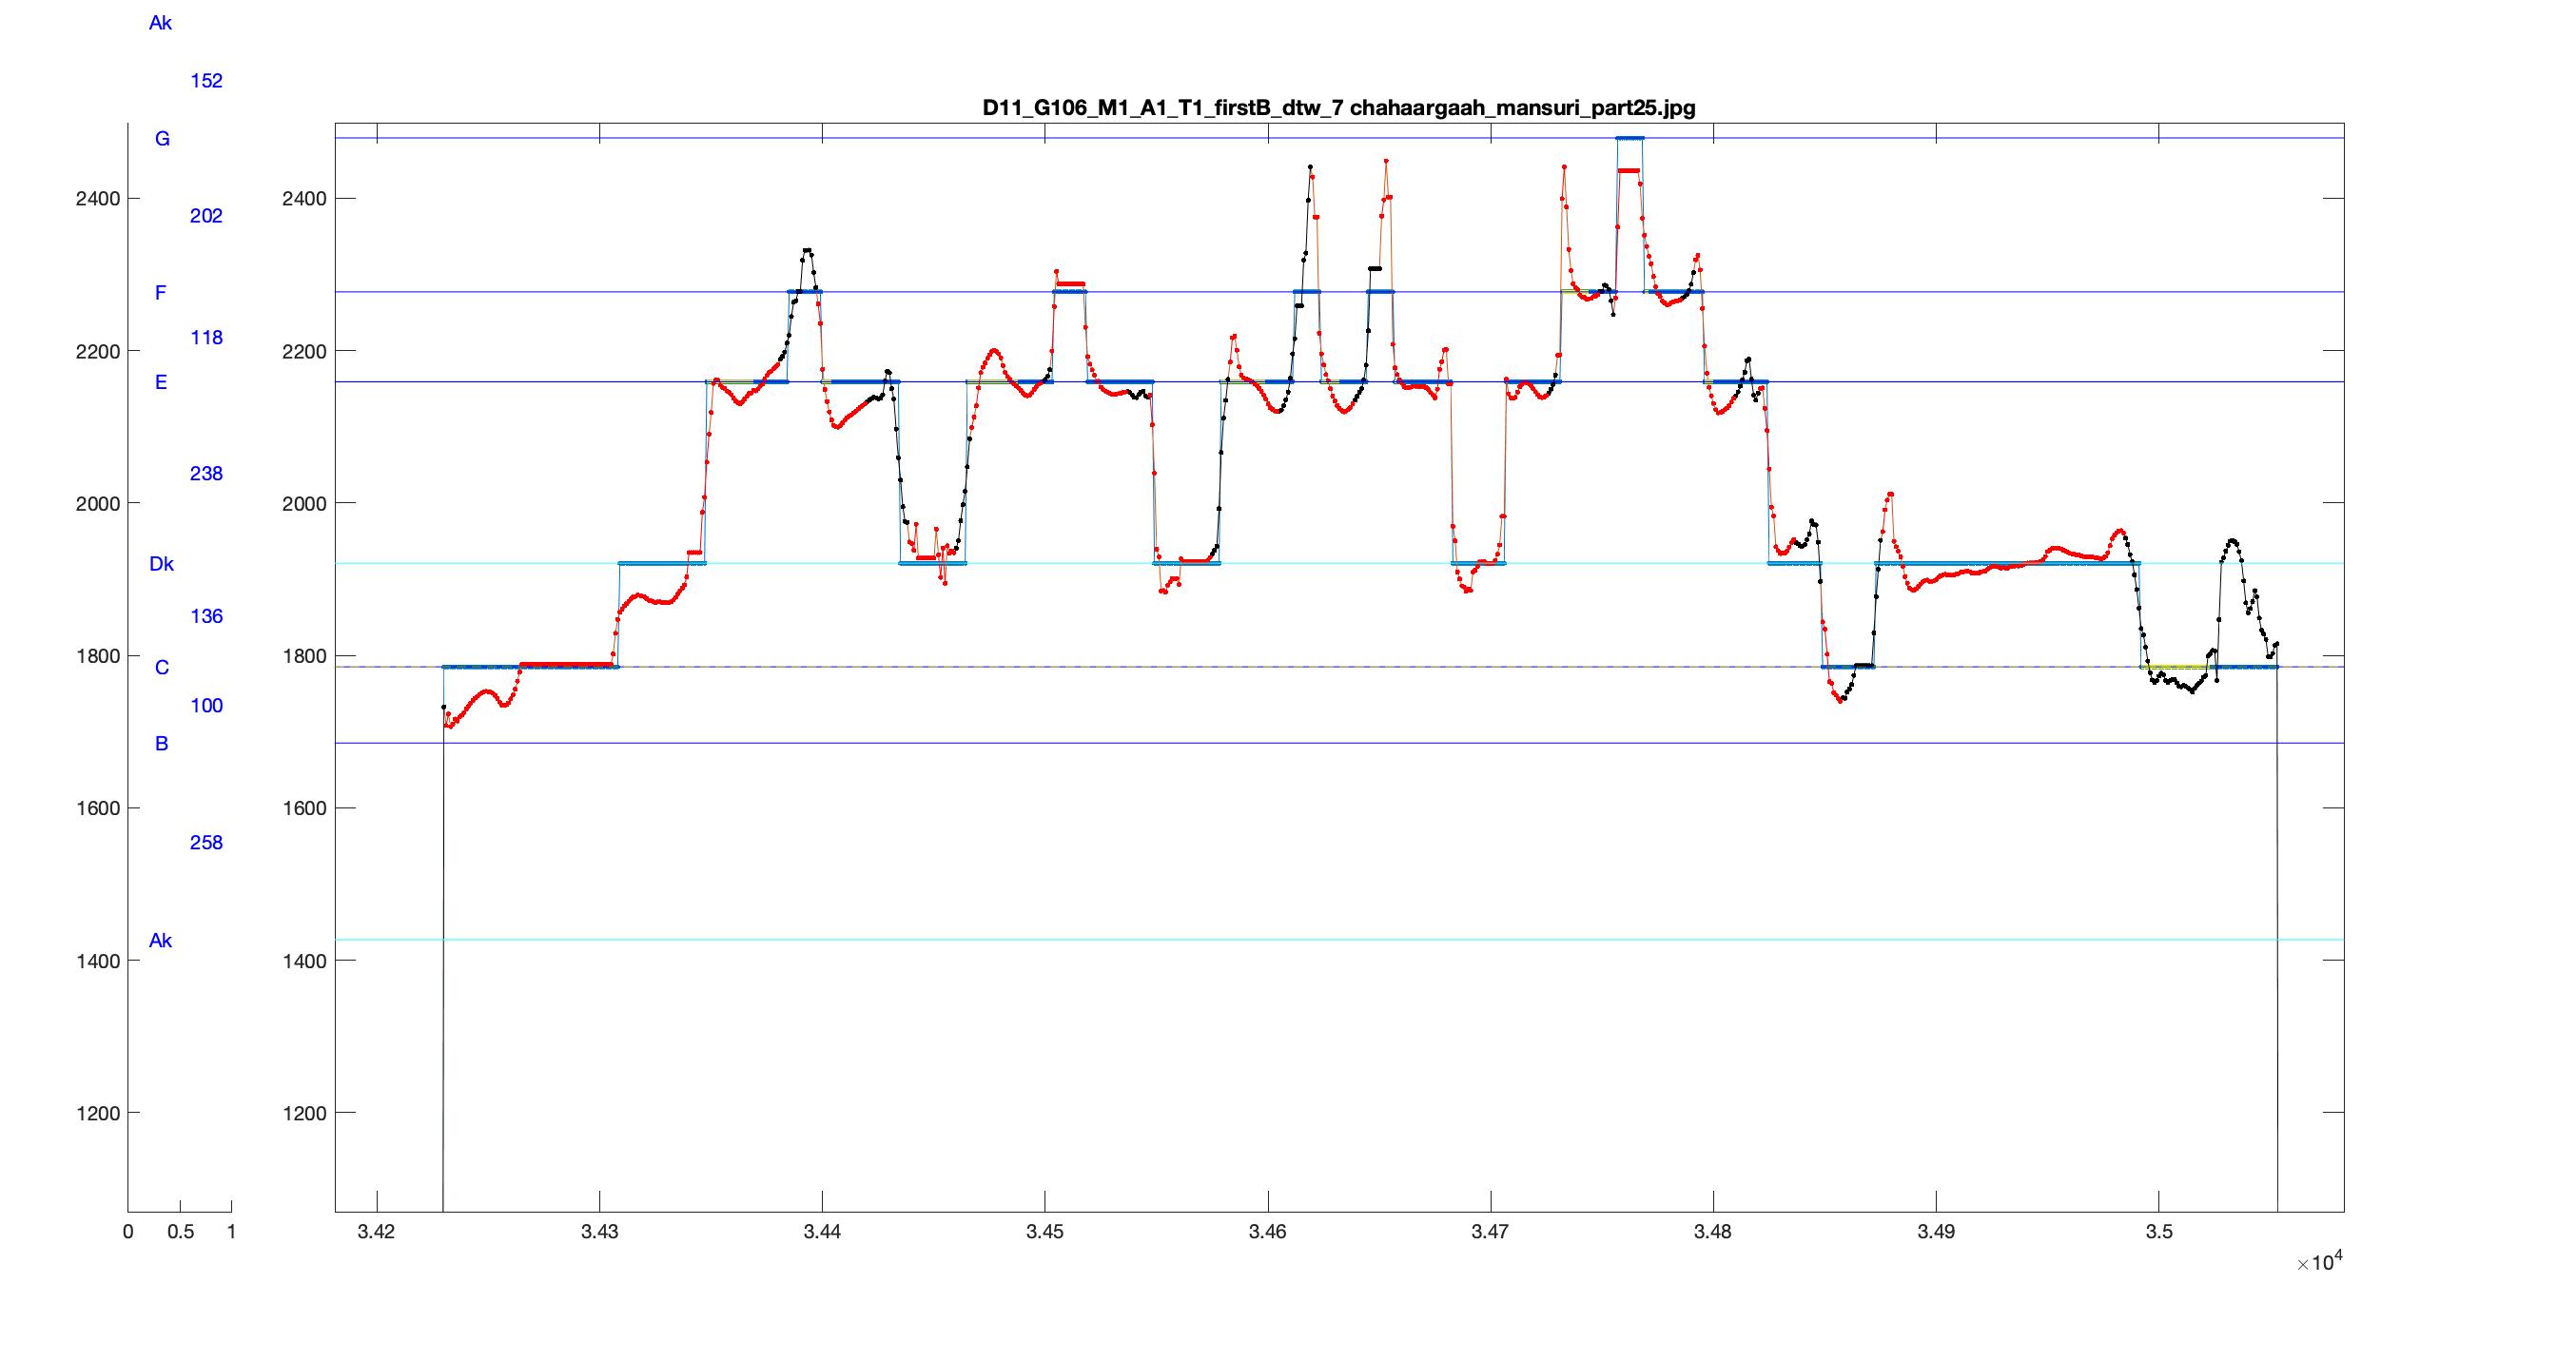 Ak
152
D11_G106_M1_A1_T1_firstB_dtw_7 chahaargaah_mansuri_part25.jpg
G
2400 202 2400
F
118
2200 2200
E
238
2000 2000
Dk
136
1800 C 1800
100
B
1600 1600
258
Ak
1400 1400
1200 1200
0 0.5 1 3.42 3.43 3.44 3.45 3.46 3.47 3.48 3.49 3.5
×10^4